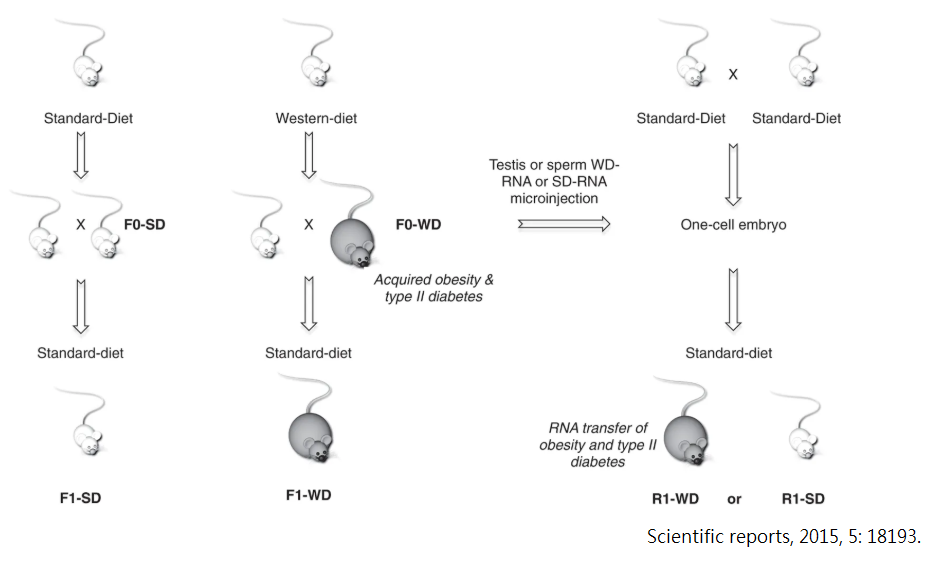 Standard-Diet
X
F0-SD
Standard-diet
F1-SD
Western-diet
X
F0-WD
Acquired obesity &
type II diabetes
Standard-diet
F1-WD
Testis or sperm WD-
RNA or SD-RNA
microinjection
X
Standard-Diet
Standard-Diet
One-cell embryo
Standard-diet
RNA transfer of
obesity and type II
diabetes
R1-WD or R1-SD
Scientific reports, 2015, 5: 18193.